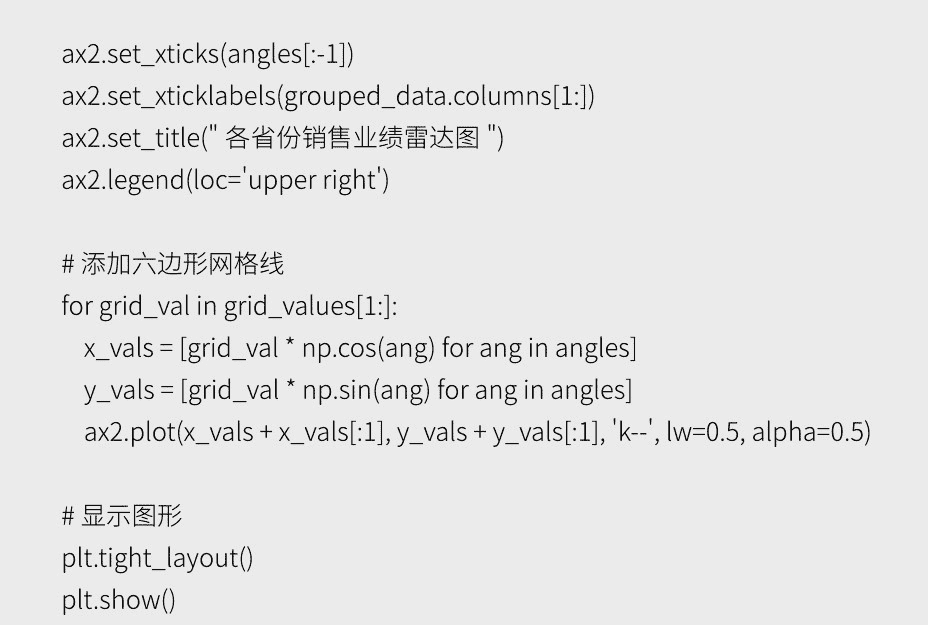 ax2.set_xticks(angles[:-1])
ax2.set_xticklabels(grouped_data.columns[1:])
ax2.set_title(" 各省份销售业绩雷达图 ")
ax2.legend(loc='upper right')

# 添加六边形网格线
for grid_val in grid_values[1:]:
    x_vals = [grid_val * np.cos(ang) for ang in angles]
    y_vals = [grid_val * np.sin(ang) for ang in angles]
    ax2.plot(x_vals + x_vals[:1], y_vals + y_vals[:1], 'k--', lw=0.5, alpha=0.5)

# 显示图形
plt.tight_layout()
plt.show()